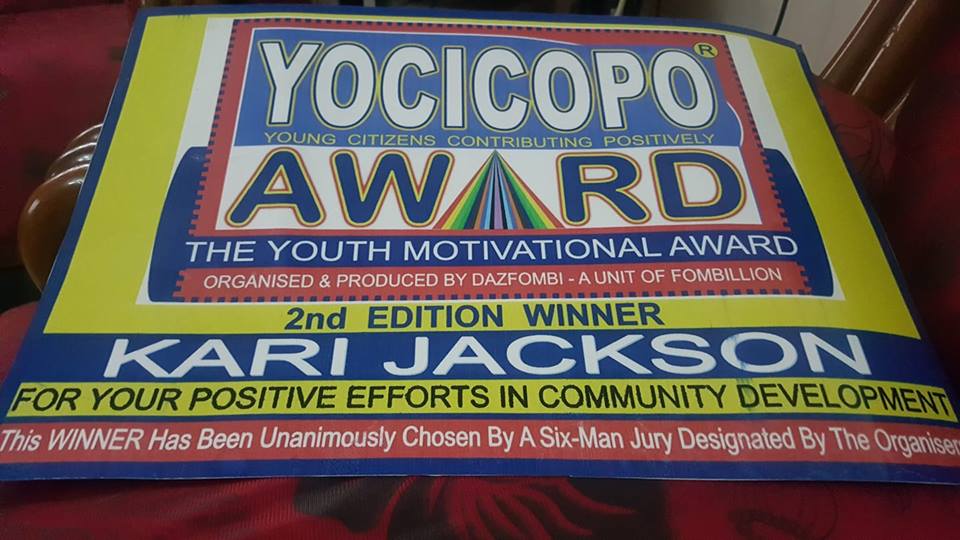 YOCICOPO®
YOUNG CITIZENS CONTRIBUTING POSITIVELY
AWARD
THE YOUTH MOTIVATIONAL AWARD
ORGANISED & PRODUCED BY DAZFOMBI - A UNIT OF FOMBILLION
2nd EDITION WINNER
KARI JACKSON
FOR YOUR POSITIVE EFFORTS IN COMMUNITY DEVELOPMENT
This WINNER Has Been Unanimously Chosen By A Six-Man Jury Designated By The Organiser